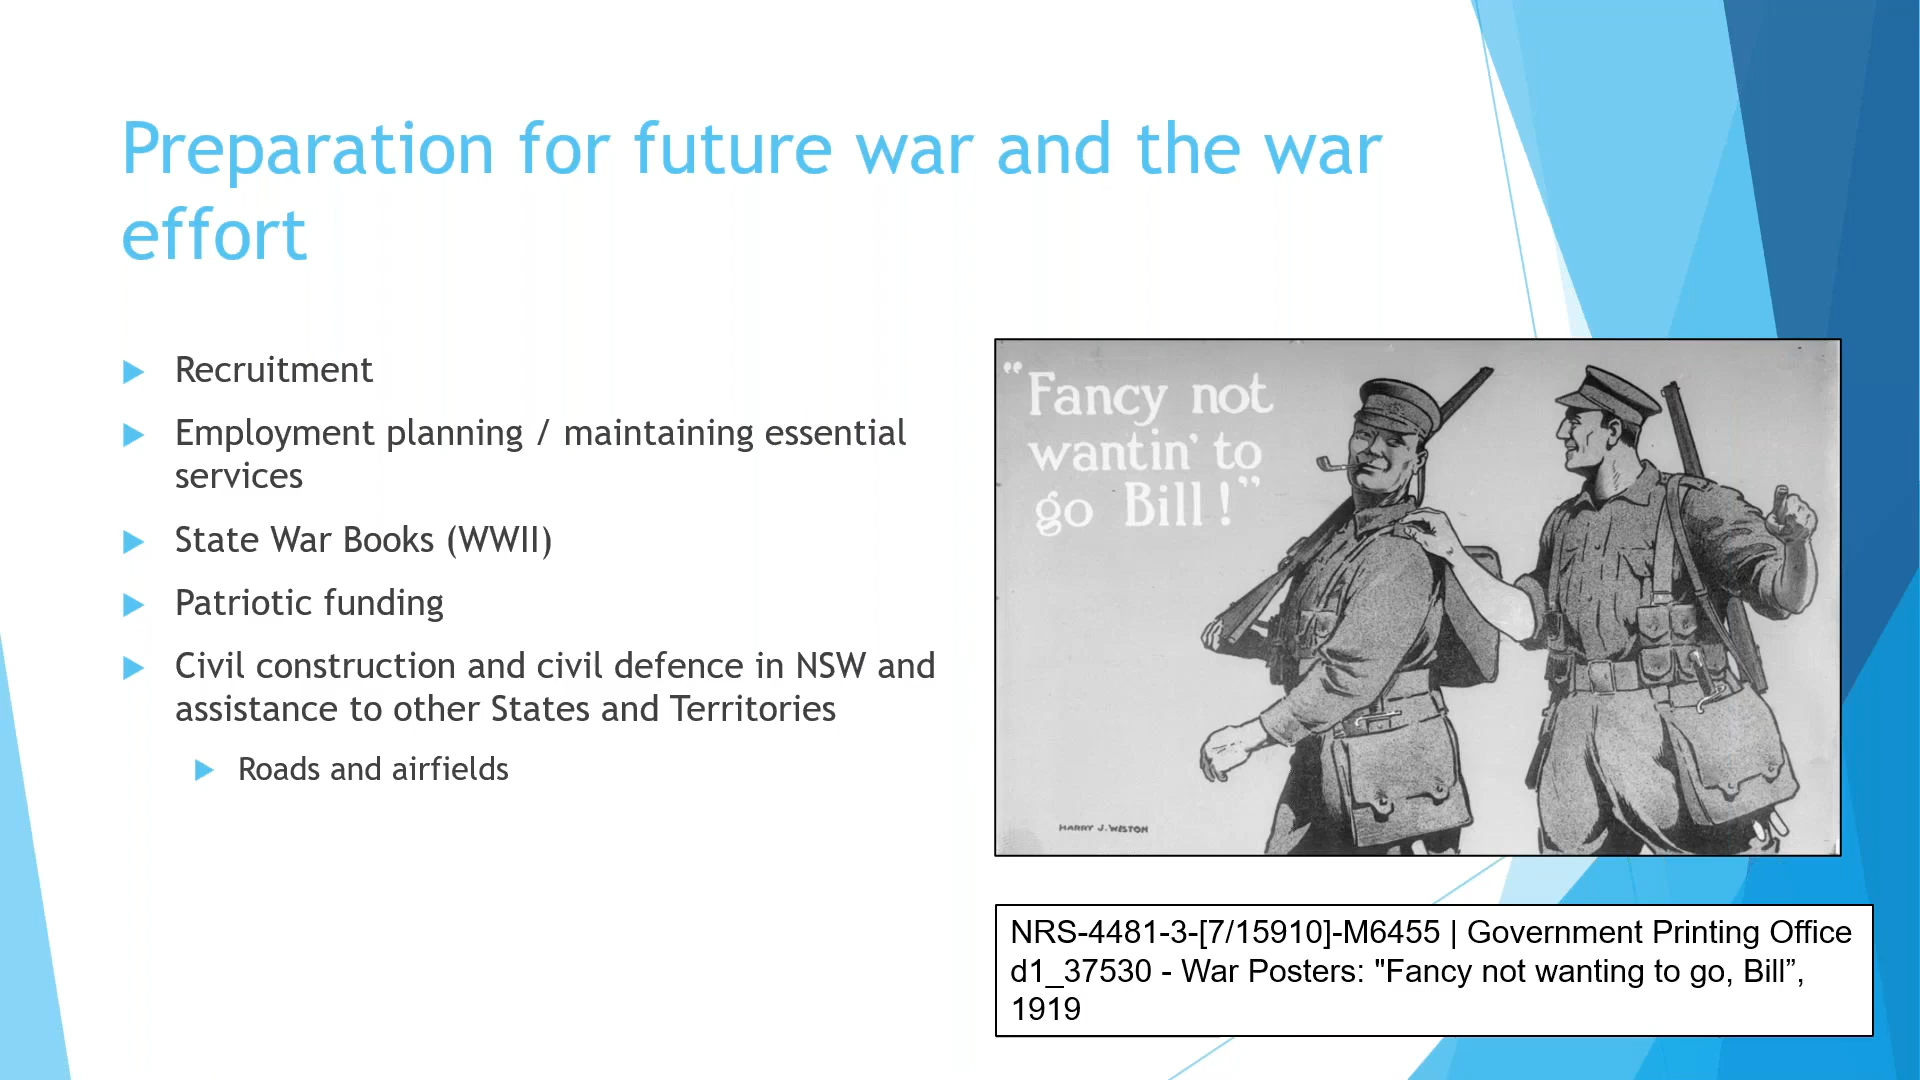 Preparation for future war and the war
effort
Recruitment
Employment planning / maintaining essential
services
State War Books (WWII)
Patriotic funding
Civil construction and civil defence in NSW and
assistance to other States and Territories
Roads and airfields
“Fancy not
wantin’ to
go Bill!”
HARRY J. WESTON
NRS-4481-3-[7/15910]-M6455 | Government Printing Office
d1_37530 - War Posters: "Fancy not wanting to go, Bill”,
1919